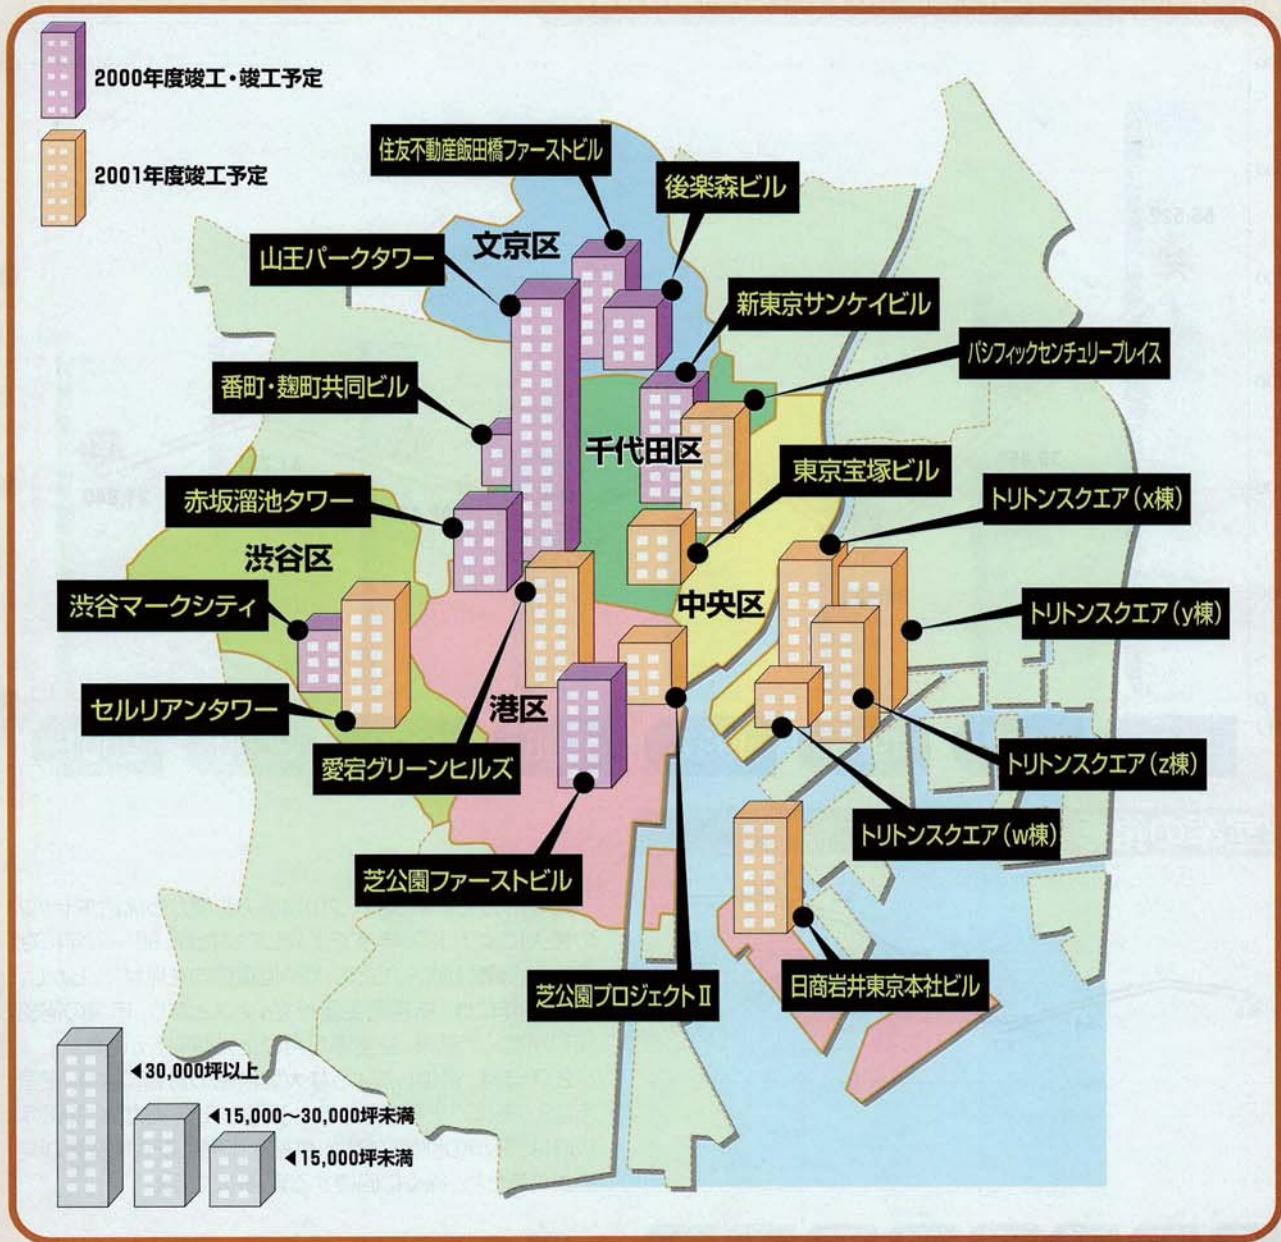 2000年度竣工・竣工予定
2001年度竣工予定
住友不動産飯田橋ファーストビル
後楽森ビル
文京区
山王パークタワー
新東京サンケイビル
パシフィックセンチュリープレイス
番町・麹町共同ビル
千代田区
東京宝塚ビル
赤坂溜池タワー
トリトンスクエア(x棟)
渋谷区
中央区
渋谷マークシティ
トリトンスクエア(y棟)
セルリアンタワー
港区
愛宕グリーンヒルズ
トリトンスクエア(z棟)
トリトンスクエア(w棟)
芝公園ファーストビル
芝公園プロジェクトⅡ
日商岩井東京本社ビル
◀30,000坪以上
◀15,000〜30,000坪未満
◀15,000坪未満